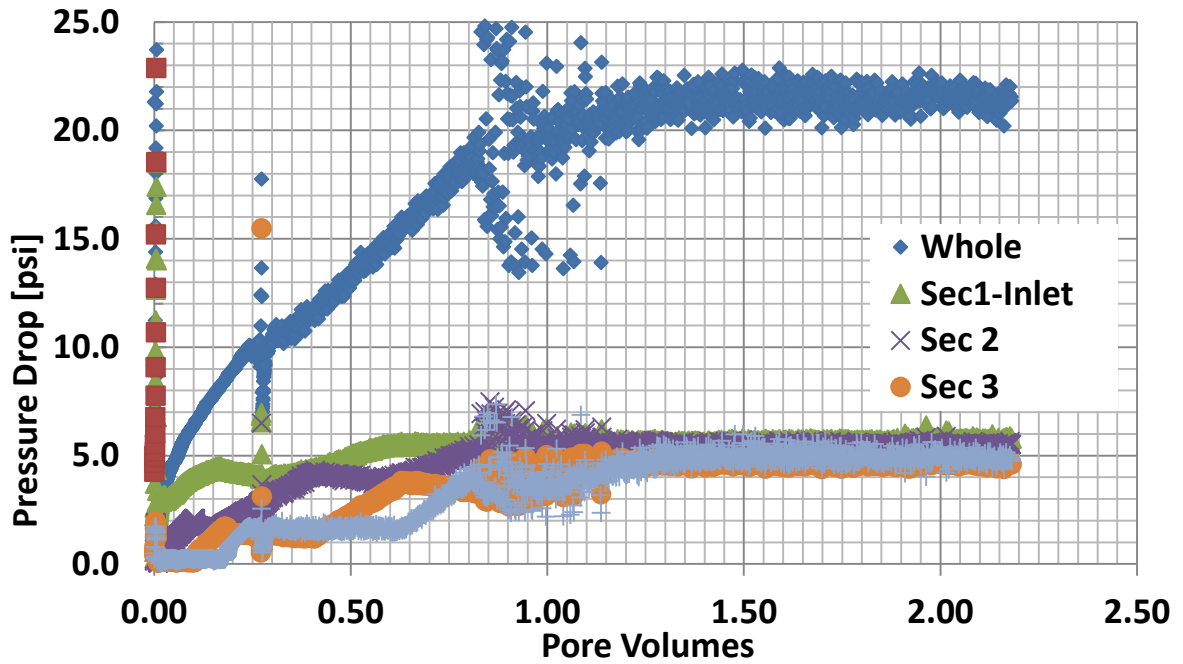 25.0
20.0
15.0
10.0
5.0
0.0
Pressure Drop [psi]
Whole
Sec1-Inlet
Sec 2
Sec 3
0.00 0.50 1.00 1.50 2.00 2.50
Pore Volumes